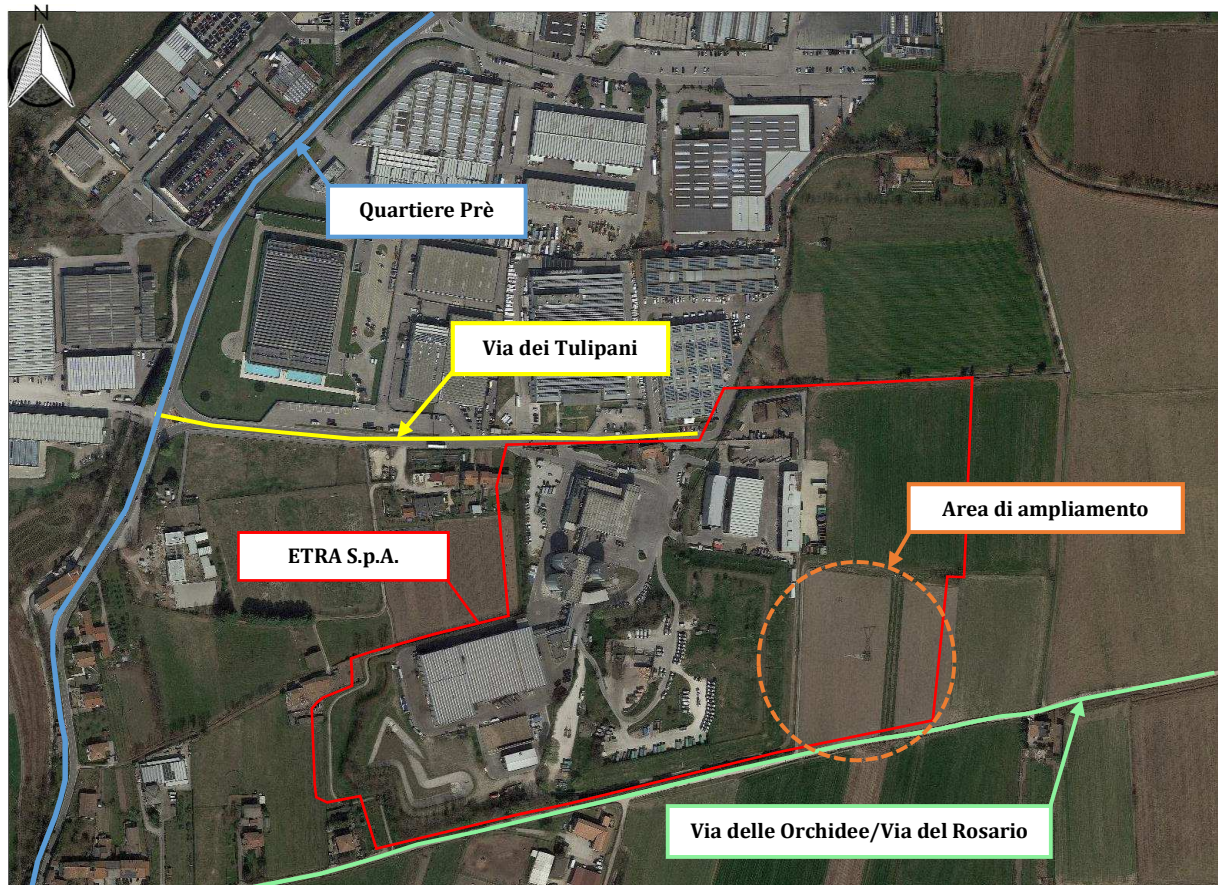 N
Quartiere Prè
Via dei Tulipani
Area di ampliamento
ETRA S.p.A.
Via delle Orchidee/Via del Rosario